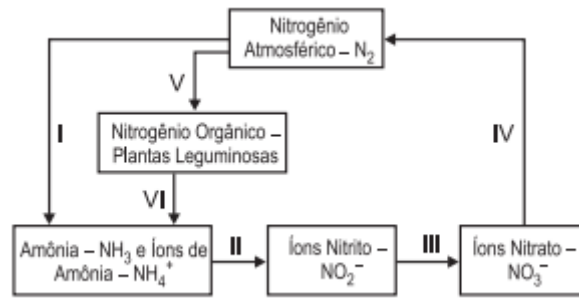 Nitrogênio
Atmosférico – N₂
V
I
IV
Nitrogênio Orgânico –
Plantas Leguminosas
VI
Amônia – NH₃ e Íons de
Amônia – NH₄⁺
II
Íons Nitrito –
NO₂⁻
III
Íons Nitrato –
NO₃⁻